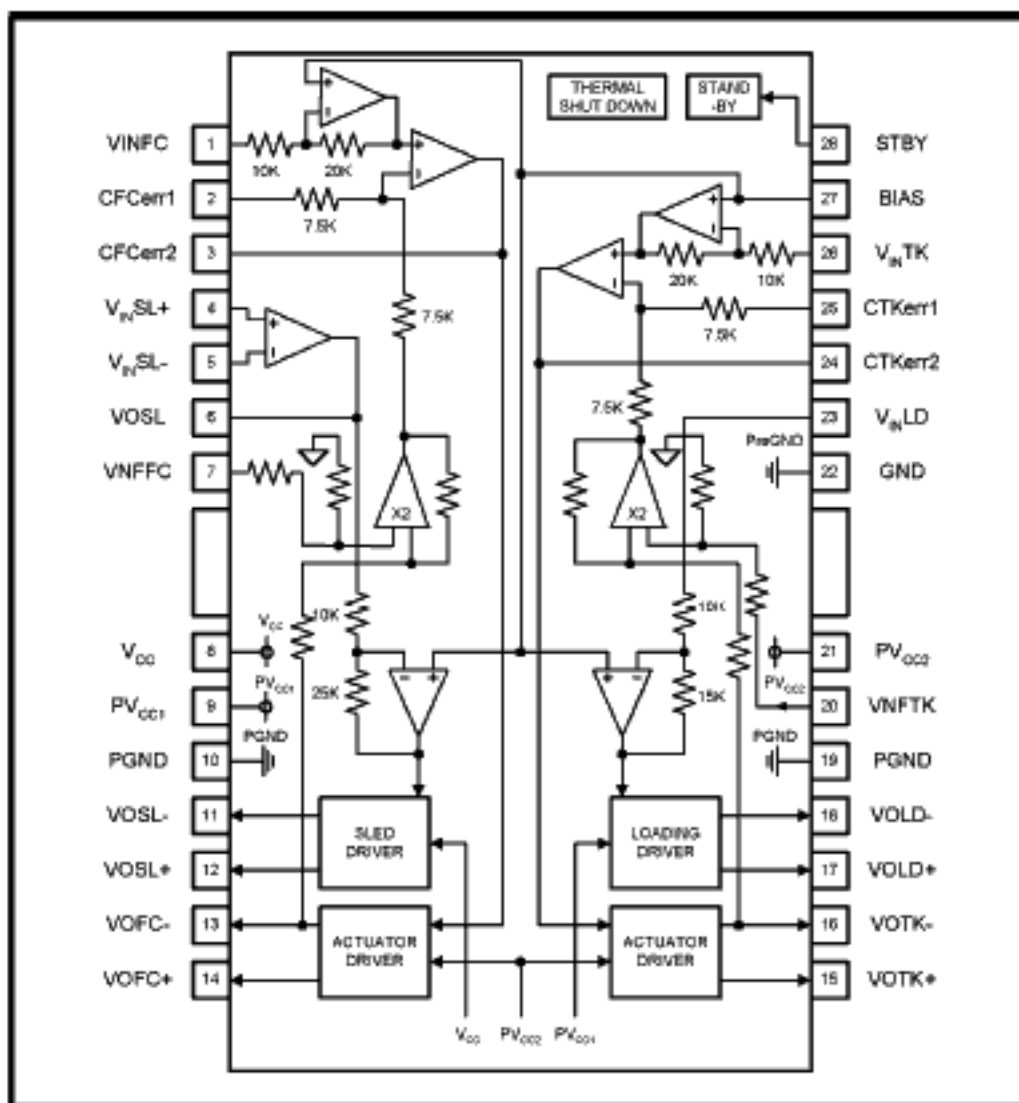 THERMAL SHUT DOWN
STAND -BY
VINFC 1
10K
20K
28 STBY
CFCerr1 2
7.5K
27 BIAS
CFCerr2 3
20K
10K
26 VINTK
VINSL+ 4
7.5K
7.5K
25 CTKerr1
VINSL- 5
24 CTKerr2
VOSL 6
7.5K
23 VINLD
VNFFC 7
PreGND
22 GND
X2
X2
10K
10K
VCC 8
VCC
21 PVCC2
PVCC1 9
PVCC1
25K
15K
PVCC2
20 VNFTK
PGND 10
PGND
PGND
19 PGND
VOSL- 11
SLED DRIVER
LOADING DRIVER
18 VOLD-
VOSL+ 12
17 VOLD+
VOFC- 13
ACTUATOR DRIVER
ACTUATOR DRIVER
16 VOTK-
VOFC+ 14
15 VOTK+
VCC
PVCC2
PVCC1